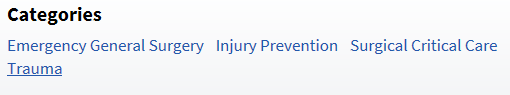 Categories
Emergency General Surgery Injury Prevention Surgical Critical Care
Trauma